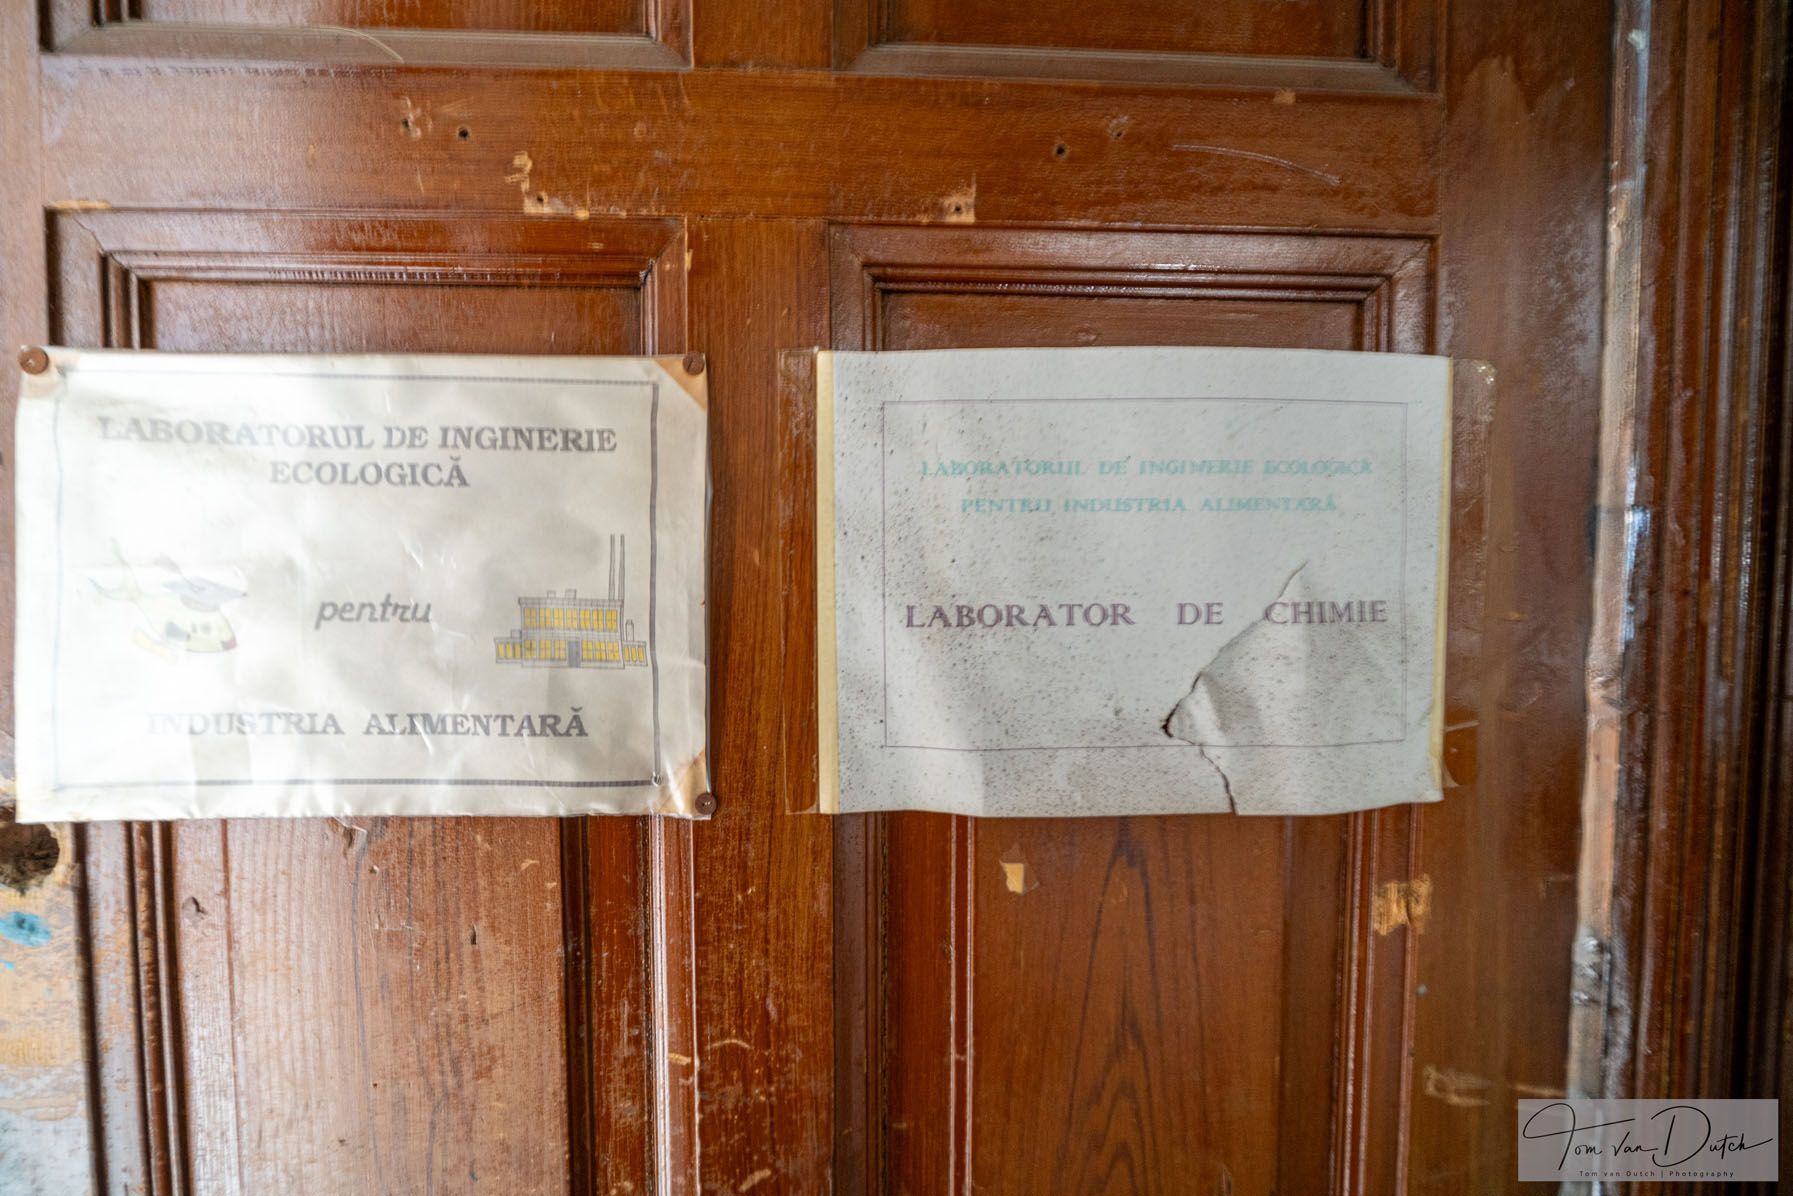 LABORATORUL DE INGINERIE
ECOLOGICĂ
pentru
INDUSTRIA ALIMENTARĂ
LABORATORUL DE INGINERIE ECOLOGICĂ
PENTRU INDUSTRIA ALIMENTARĂ
LABORATOR DE CHIMIE
Tom van Dutch
Tom van Dutch | Photography